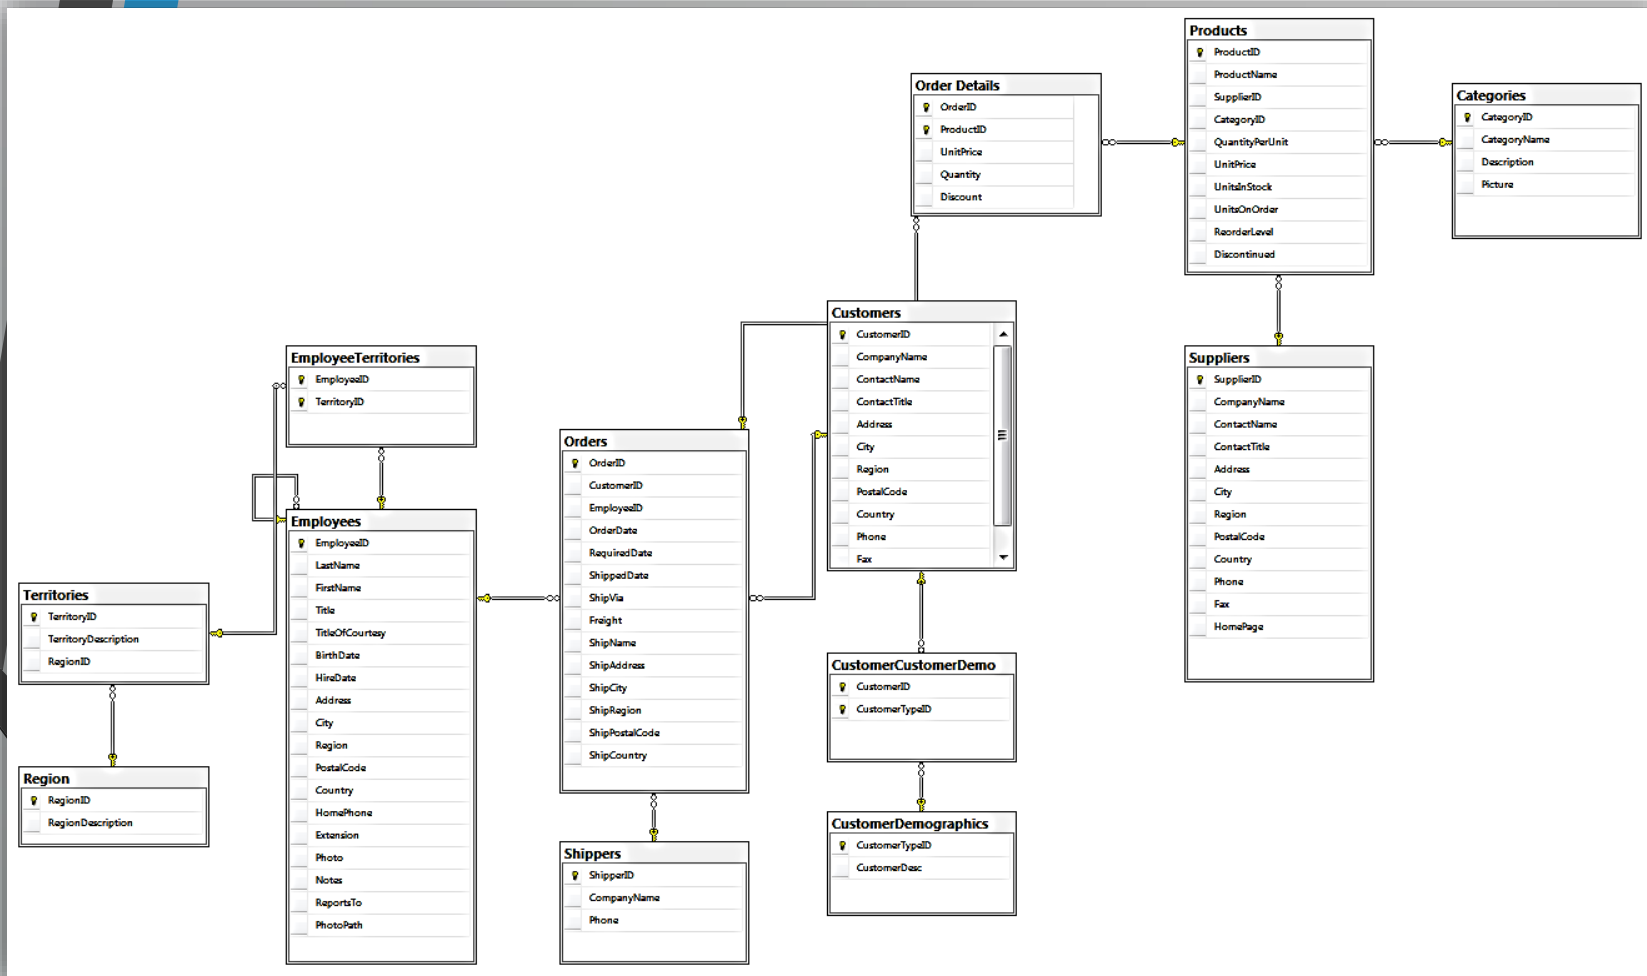 Products
ProductID
ProductName
SupplierID
CategoryID
QuantityPerUnit
UnitPrice
UnitsInStock
UnitsOnOrder
ReorderLevel
Discontinued
Order Details
OrderID
ProductID
UnitPrice
Quantity
Discount
Categories
CategoryID
CategoryName
Description
Picture
Customers
CustomerID
CompanyName
ContactName
ContactTitle
Address
City
Region
PostalCode
Country
Phone
Fax
EmployeeTerritories
EmployeeID
TerritoryID
Suppliers
SupplierID
CompanyName
ContactName
ContactTitle
Address
City
Region
PostalCode
Country
Phone
Fax
HomePage
Orders
OrderID
CustomerID
EmployeeID
OrderDate
RequiredDate
ShippedDate
ShipVia
Freight
ShipName
ShipAddress
ShipCity
ShipRegion
ShipPostalCode
ShipCountry
Employees
EmployeeID
LastName
FirstName
Title
TitleOfCourtesy
BirthDate
HireDate
Address
City
Region
PostalCode
Country
HomePhone
Extension
Photo
Notes
ReportsTo
PhotoPath
Territories
TerritoryID
TerritoryDescription
RegionID
CustomerCustomerDemo
CustomerID
CustomerTypeID
Region
RegionID
RegionDescription
CustomerDemographics
CustomerTypeID
CustomerDesc
Shippers
ShipperID
CompanyName
Phone